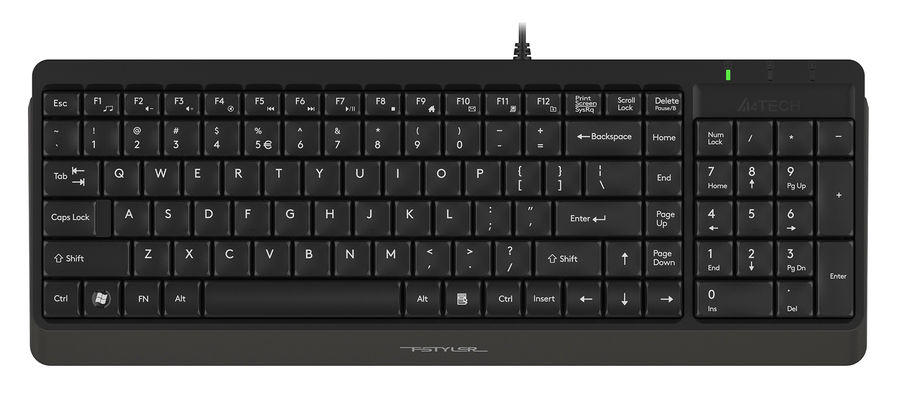 A4TECH
Esc F1 F2 F3 F4 F5 F6 F7 F8 F9 F10 F11 F12 Print Screen SysRq Scroll Lock Delete Pause/B
~ ` ! 1 @ 2 # 3 $ 4 % 5 € ^ 6 & 7 * 8 ( 9 ) 0 _ - + = Backspace Home Num Lock / * -
Tab Q W E R T Y U I O P { [ } ] | \ End 7 Home 8 ↑ 9 Pg Up +
Caps Lock A S D F G H J K L : ; " ' Enter Page Up 4 ← 5 6 →
⇧ Shift Z X C V B N M < , > . ? / ⇧ Shift ↑ Page Down 1 End 2 ↓ 3 Pg Dn Enter
Ctrl FN Alt Alt Ctrl Insert ← ↓ → 0 Ins . Del
FSTYLER